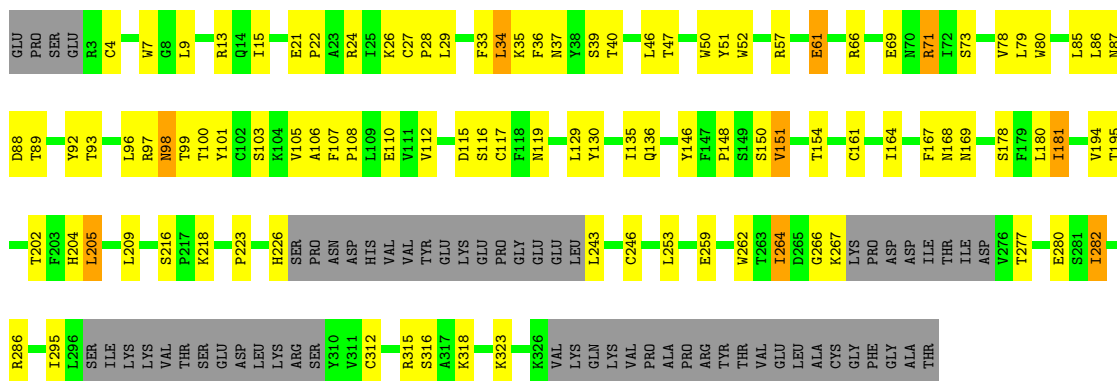 GLU PRO SER GLU R3 C4 W7 G8 L9 R13 Q14 I15 E21 P22 A23 R24 I25 K26 C27 P28 L29 F33 L34 K35 F36 N37 Y38 S39 T40 L46 T47 W50 Y51 W52 R57 E61 R66 E69 N70 R71 I72 S73 V78 L79 W80 L85 L86 N87
D88 T89 Y92 T93 L96 R97 N98 T99 T100 Y101 C102 S103 K104 V105 A106 F107 P108 L109 E110 V111 V112 D115 S116 C117 F118 N119 L129 Y130 I135 Q136 Y146 F147 P148 S149 S150 V151 T154 C161 I164 F167 N168 N169 S178 F179 L180 I181 V194 T195
T202 F203 H204 L205 L209 S216 P217 K218 P223 H226 SER PRO ASN ASP HIS VAL VAL TYR GLU LYS GLU PRO GLY GLU GLU LEU L243 C246 L253 E259 W262 T263 I264 D265 G266 K267 LYS PRO ASP ASP ILE THR ILE ASP V276 T277 E280 S281 I282
R286 I295 L296 SER ILE LYS LYS VAL THR SER GLU ASP LEU LYS ARG SER Y310 V311 C312 R315 S316 A317 K318 K323 K326 VAL LYS GLN LYS VAL PRO ALA PRO ARG TYR THR VAL GLU LEU ALA CYS GLY PHE GLY ALA THR